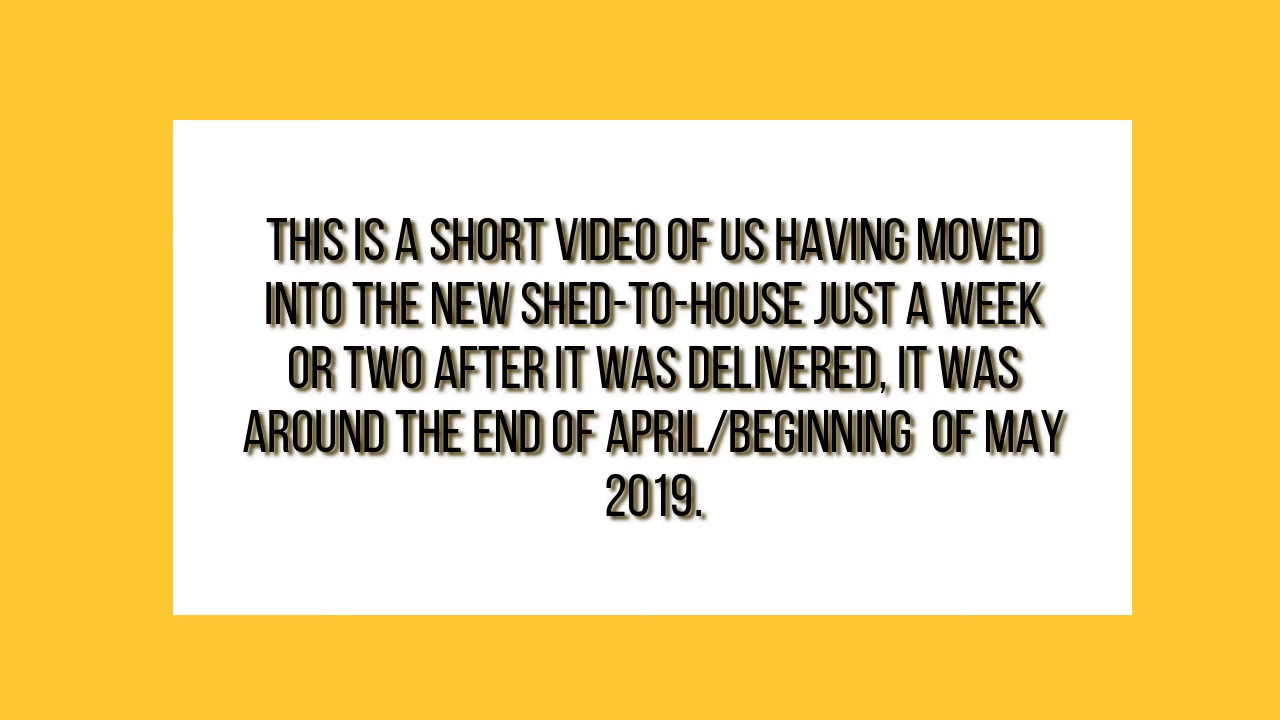 THIS IS A SHORT VIDEO OF US HAVING MOVED
INTO THE NEW SHED-TO-HOUSE JUST A WEEK
OR TWO AFTER IT WAS DELIVERED, IT WAS
AROUND THE END OF APRIL/BEGINNING  OF MAY
2019.